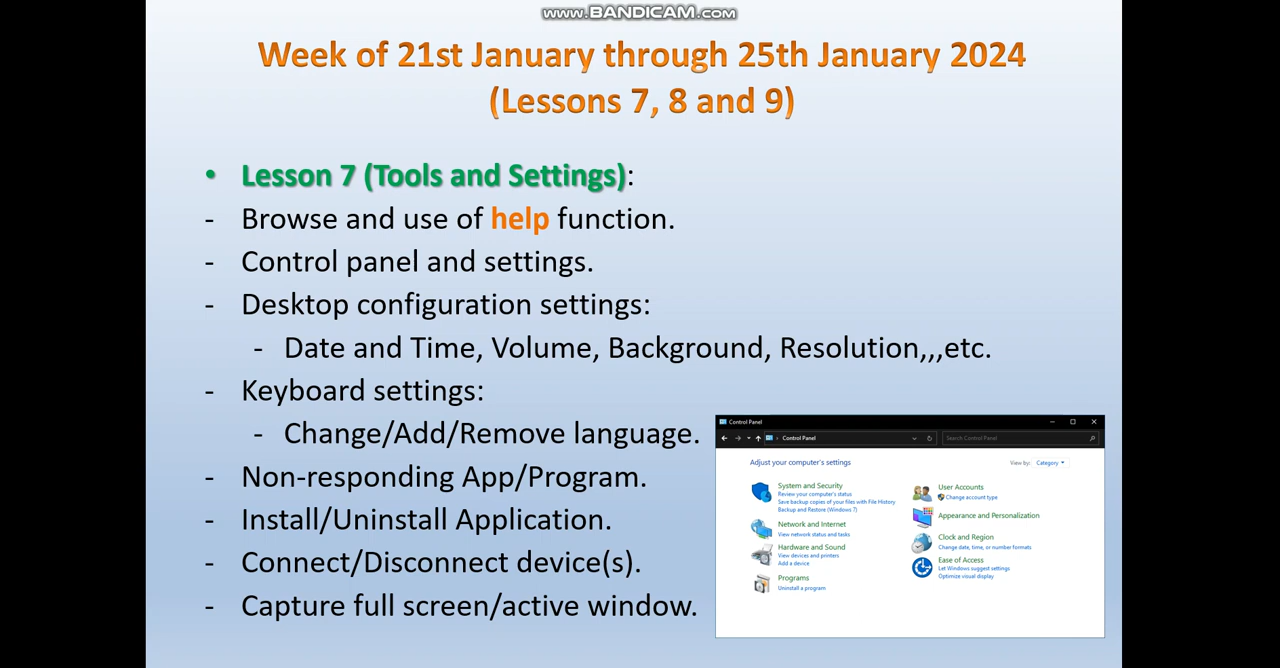 www.BANDICAM.com
Week of 21st January through 25th January 2024
(Lessons 7, 8 and 9)
• Lesson 7 (Tools and Settings):
- Browse and use of help function.
- Control panel and settings.
- Desktop configuration settings:
- Date and Time, Volume, Background, Resolution,,,etc.
- Keyboard settings:
- Change/Add/Remove language.
- Non-responding App/Program.
- Install/Uninstall Application.
- Connect/Disconnect device(s).
- Capture full screen/active window.
Control Panel
Control Panel
Search Control Panel
Adjust your computer's settings
View by: Category
System and Security
Review your computer's status
Save backup copies of your files with File History
Backup and Restore (Windows 7)
Network and Internet
View network status and tasks
Hardware and Sound
View devices and printers
Add a device
Programs
Uninstall a program
User Accounts
Change account type
Appearance and Personalization
Clock and Region
Change date, time, or number formats
Ease of Access
Let Windows suggest settings
Optimize visual display